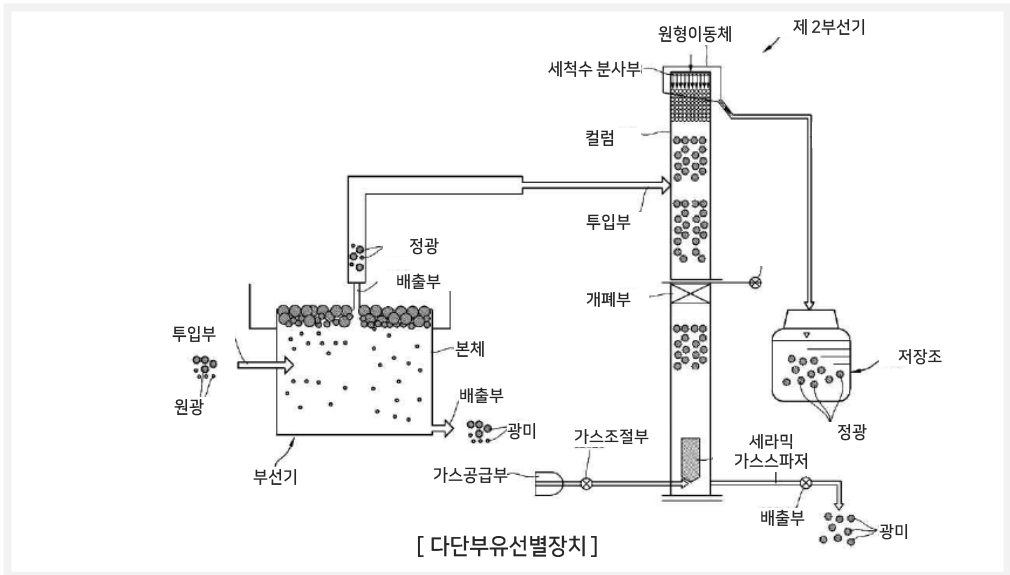 제 2부선기
원형이동체
세척수 분사부
컬럼
투입부
정광
배출부
개폐부
투입부
본체
저장조
원광
배출부
광미
정광
가스조절부
세라믹
가스스파저
부선기
가스공급부
배출부
광미
[ 다단부유선별장치 ]